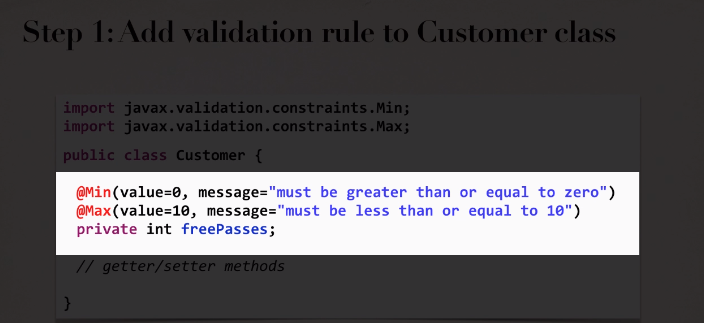 Step 1: Add validation rule to Customer class
import javax.validation.constraints.Min;
import javax.validation.constraints.Max;
public class Customer {
@Min(value=0, message="must be greater than or equal to zero")
@Max(value=10, message="must be less than or equal to 10")
private int freePasses;
// getter/setter methods
}